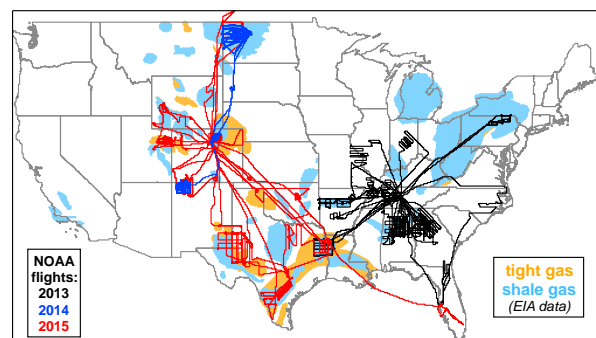 NOAA
flights:
2013
2014
2015
tight gas
shale gas
(EIA data)